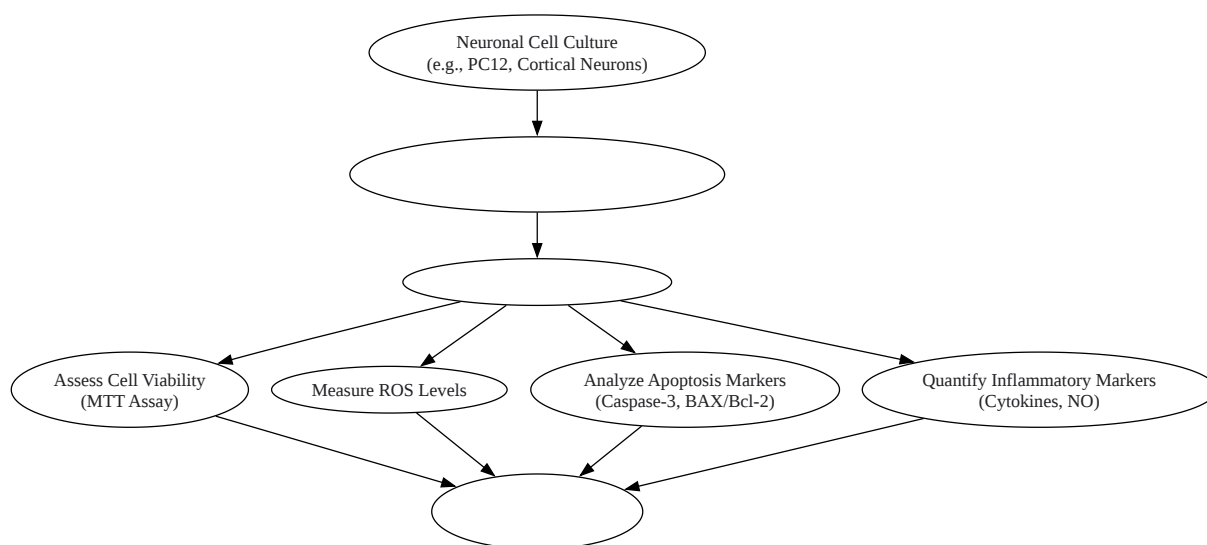 Neuronal Cell Culture
(e.g., PC12, Cortical Neurons)
Assess Cell Viability
(MTT Assay)
Measure ROS Levels
Analyze Apoptosis Markers
(Caspase-3, BAX/Bcl-2)
Quantify Inflammatory Markers
(Cytokines, NO)